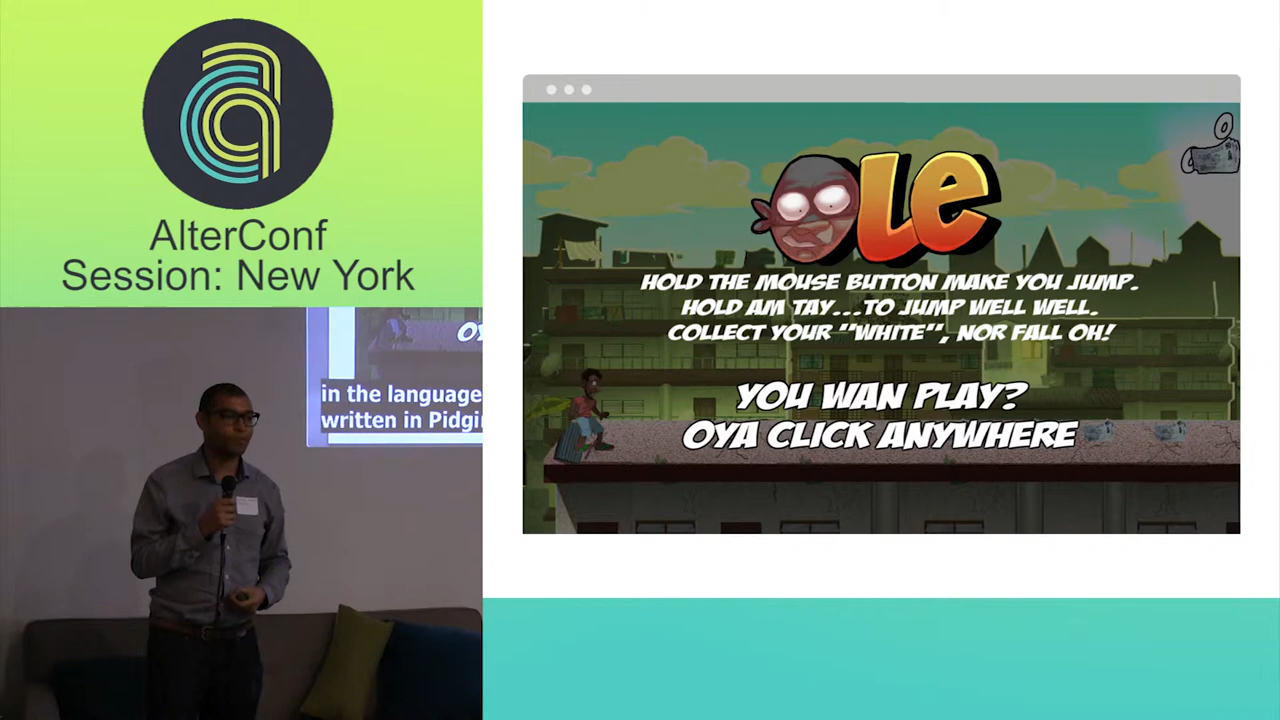 AlterConf
Session: New York
OLE
HOLD THE MOUSE BUTTON MAKE YOU JUMP.
HOLD AM TAY...TO JUMP WELL WELL.
COLLECT YOUR "WHITE", NOR FALL OH!
YOU WAN PLAY?
OYA CLICK ANYWHERE
in the language
written in Pidgin